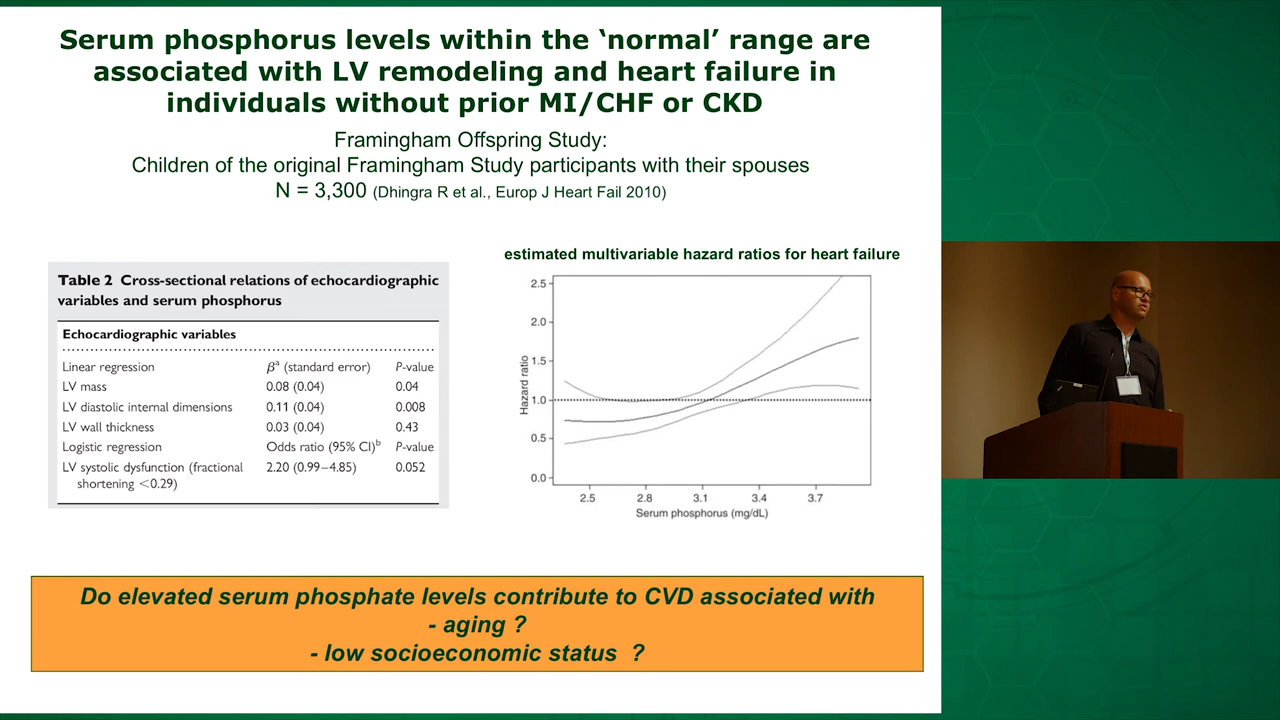 Serum phosphorus levels within the ‘normal’ range are
associated with LV remodeling and heart failure in
individuals without prior MI/CHF or CKD
Framingham Offspring Study:
Children of the original Framingham Study participants with their spouses
N = 3,300 (Dhingra R et al., Europ J Heart Fail 2010)
Table 2 Cross-sectional relations of echocardiographic
variables and serum phosphorus
Echocardiographic variables
Linear regression βa (standard error) P-value
LV mass 0.08 (0.04) 0.04
LV diastolic internal dimensions 0.11 (0.04) 0.008
LV wall thickness 0.03 (0.04) 0.43
Logistic regression Odds ratio (95% CI)b P-value
LV systolic dysfunction (fractional 2.20 (0.99–4.85) 0.052
shortening <0.29)
estimated multivariable hazard ratios for heart failure
2.5
2.0
1.5
1.0
0.5
0.0
Hazard ratio
2.5 2.8 3.1 3.4 3.7
Serum phosphorus (mg/dL)
Do elevated serum phosphate levels contribute to CVD associated with
- aging ?
- low socioeconomic status ?